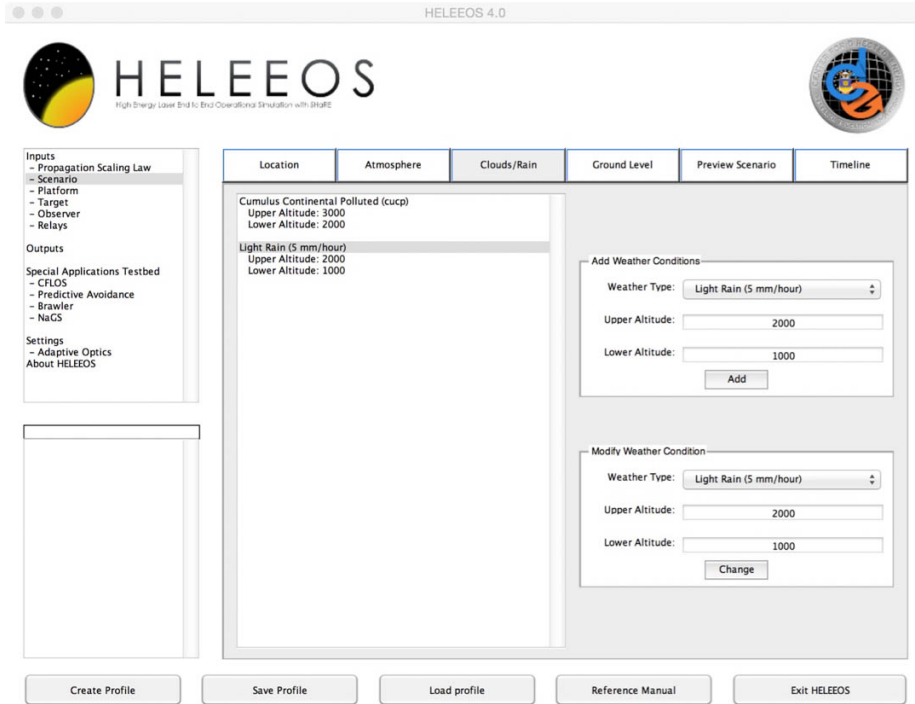 HELEEOS 4.0
HELEEOS
High Energy Laser End to End Operational Simulation with SHaRE
Inputs
– Propagation Scaling Law
– Scenario
– Platform
– Target
– Observer
– Relays
Outputs
Special Applications Testbed
– CFLOS
– Predictive Avoidance
– Brawler
– NaGS
Settings
– Adaptive Optics
About HELEEOS
Location
Atmosphere
Clouds/Rain
Ground Level
Preview Scenario
Timeline
Cumulus Continental Polluted (cucp)
Upper Altitude: 3000
Lower Altitude: 2000
Light Rain (5 mm/hour)
Upper Altitude: 2000
Lower Altitude: 1000
Add Weather Conditions
Weather Type: Light Rain (5 mm/hour)
Upper Altitude: 2000
Lower Altitude: 1000
Add
Modify Weather Condition
Weather Type: Light Rain (5 mm/hour)
Upper Altitude: 2000
Lower Altitude: 1000
Change
Create Profile
Save Profile
Load profile
Reference Manual
Exit HELEEOS